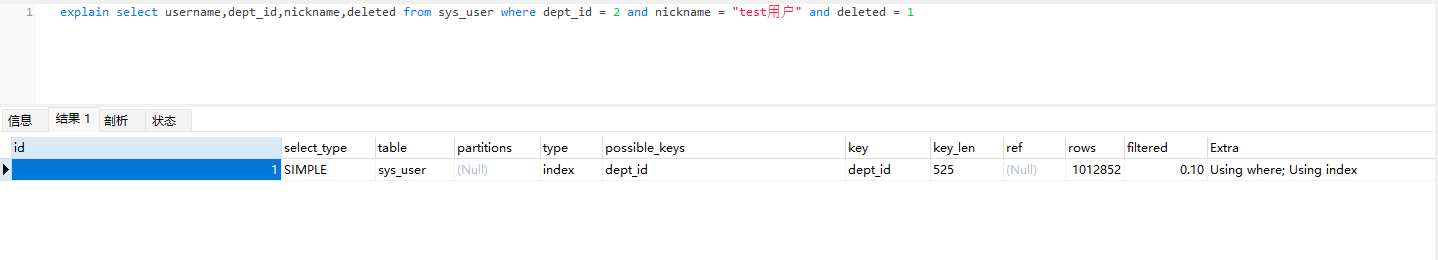 1 explain select username,dept_id,nickname,deleted from sys_user where dept_id = 2 and nickname = "test用户" and deleted = 1
信息 结果 1 剖析 状态
id select_type table partitions type possible_keys key key_len ref rows filtered Extra
1 SIMPLE sys_user (Null) index dept_id dept_id 525 (Null) 1012852 0.10 Using where; Using index